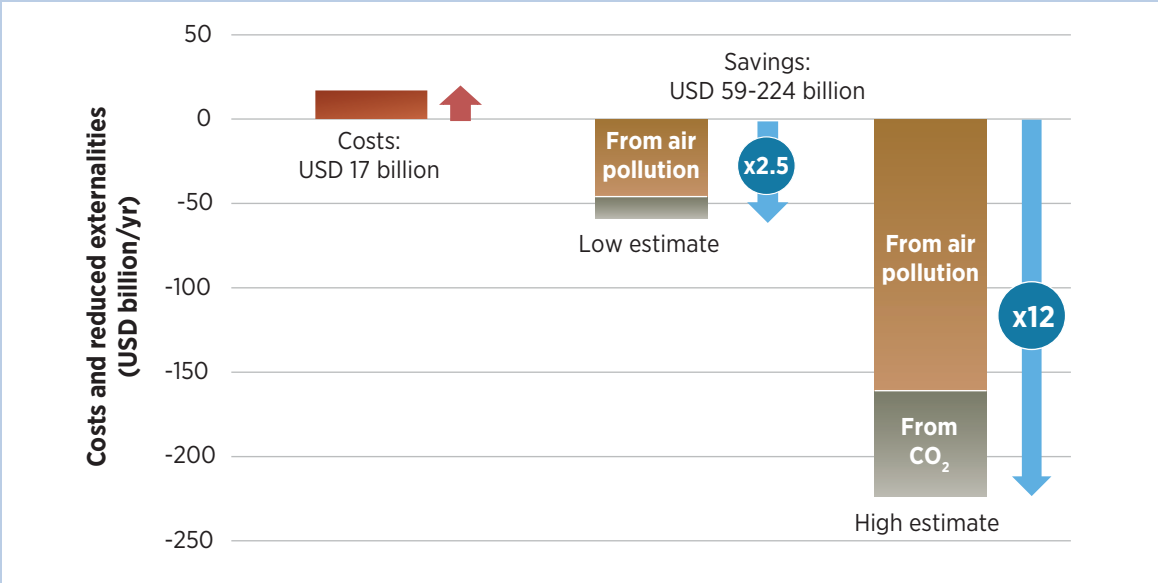 Costs and reduced externalities
(USD billion/yr)
50
0
-50
-100
-150
-200
-250
Costs:
USD 17 billion
Savings:
USD 59-224 billion
From air
pollution
x2.5
Low estimate
From air
pollution
x12
From
CO₂
High estimate